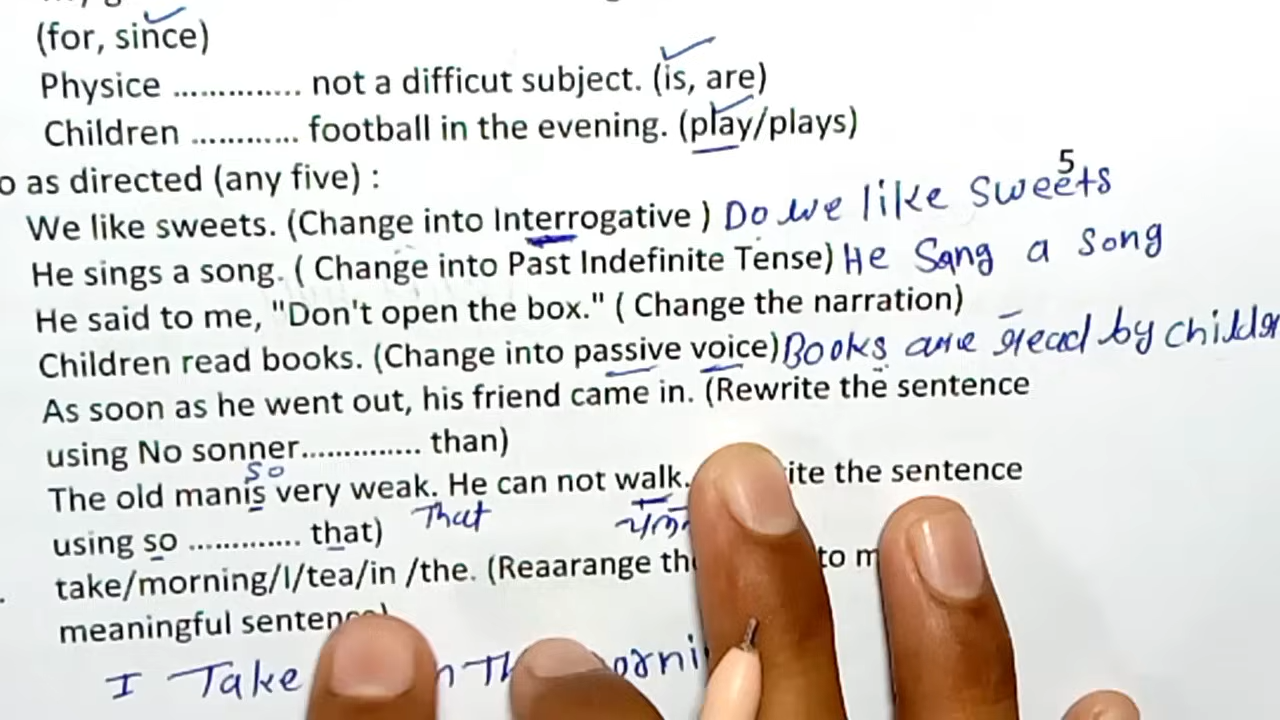 (for, since)
Physice .............. not a difficut subject. (is, are)
Children ............ football in the evening. (play/plays)
o as directed (any five) : 5
We like sweets. (Change into Interrogative ) Do we like sweets
He sings a song. ( Change into Past Indefinite Tense) He Sang a song
He said to me, "Don't open the box." ( Change the narration)
Children read books. (Change into passive voice) Books are read by
As soon as he went out, his friend came in. (Rewrite the sentence
using No sonner.............. than)
so
The old manis very weak. He can not walk. the sentence
using so ............. that) That
take/morning/I/tea/in /the. (Reaarange to
meaningful
I Take